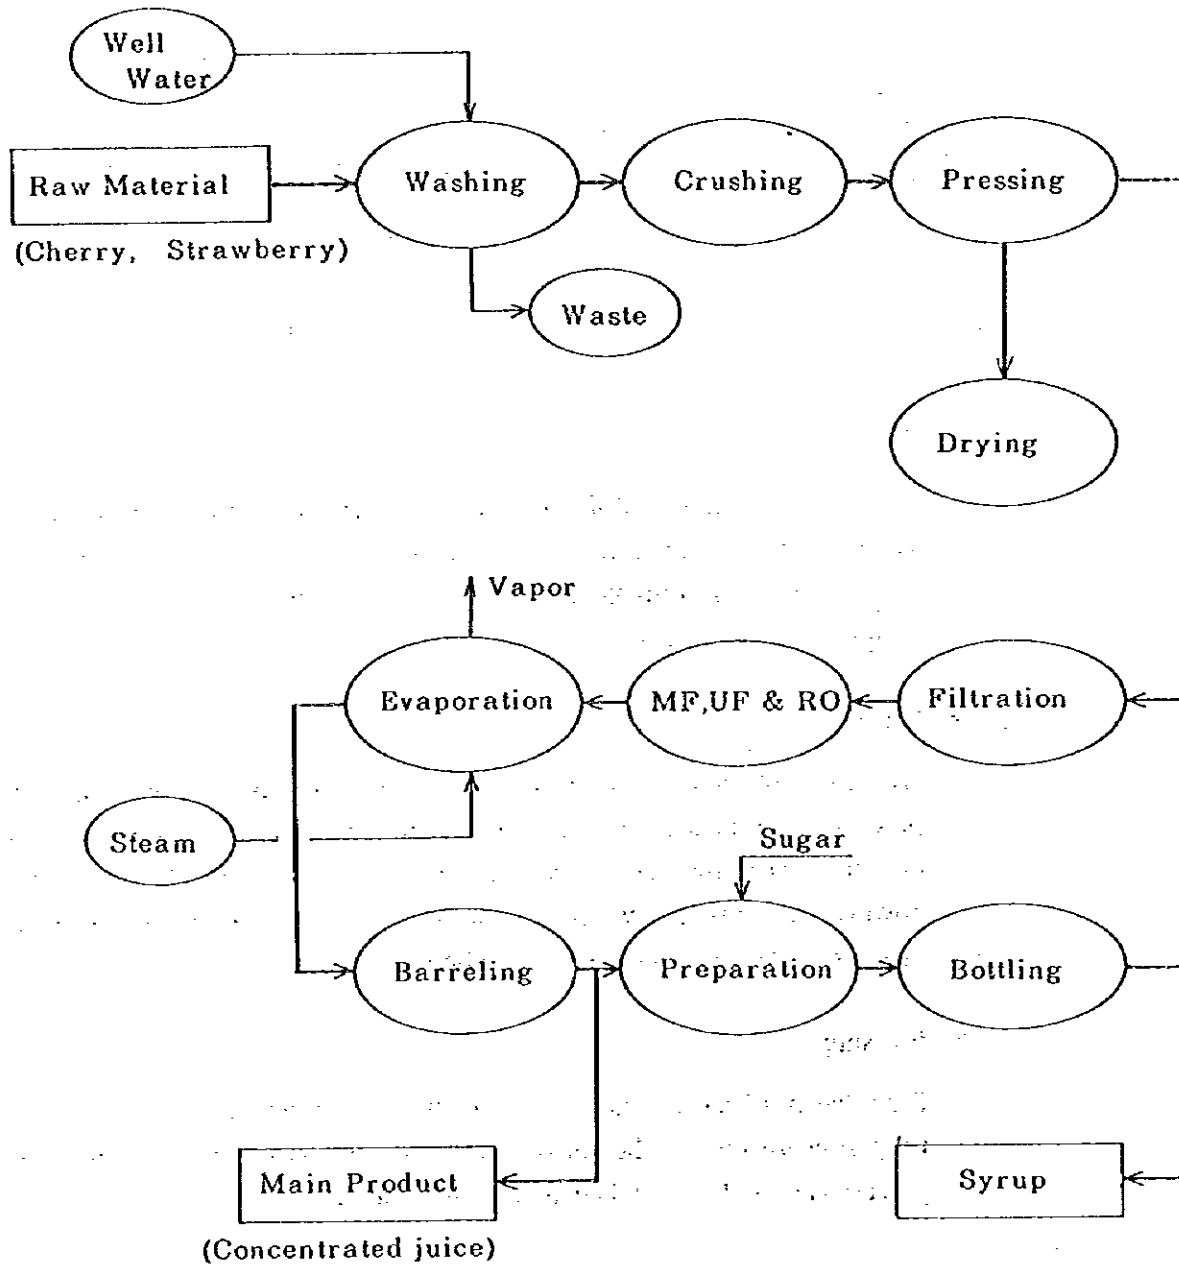 Well
Water
Raw Material
Washing
Crushing
Pressing
(Cherry, Strawberry)
Waste
Drying
Vapor
Evaporation
MF,UF & RO
Filtration
Steam
Sugar
Barreling
Preparation
Bottling
Main Product
Syrup
(Concentrated juice)